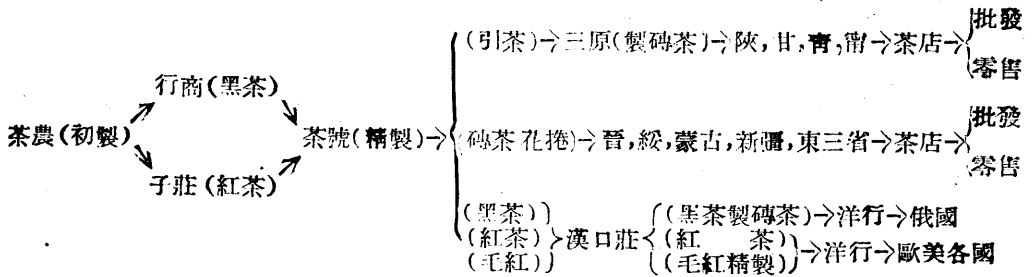 茶農(初製)
行商(黑茶)
子莊(紅茶)
茶號(精製)
(引茶)→三原(製磚茶)→陝,甘,青,甯→茶店→
批發
零售
(磚茶花捲)→晉,綏,蒙古,新疆,東三省→茶店→
批發
零售
(黑茶)
(紅茶)
(毛紅)
漢口莊
(黑茶製磚茶)→洋行→俄國
(紅 茶)
(毛紅精製)
→洋行→歐美各國